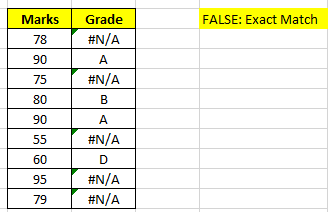 Marks Grade FALSE: Exact Match
78 #N/A
90 A
75 #N/A
80 B
90 A
55 #N/A
60 D
95 #N/A
79 #N/A